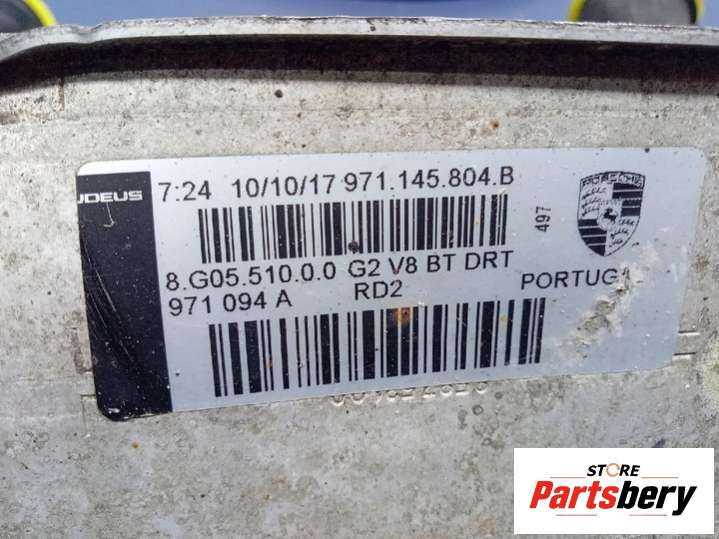 JDEUS 7:24 10/10/17 971.145.804.B
497
8.G05.510.0.0 G2 V8 BT DRT
971 094 A RD2 PORTUG
STORE
Partsbery